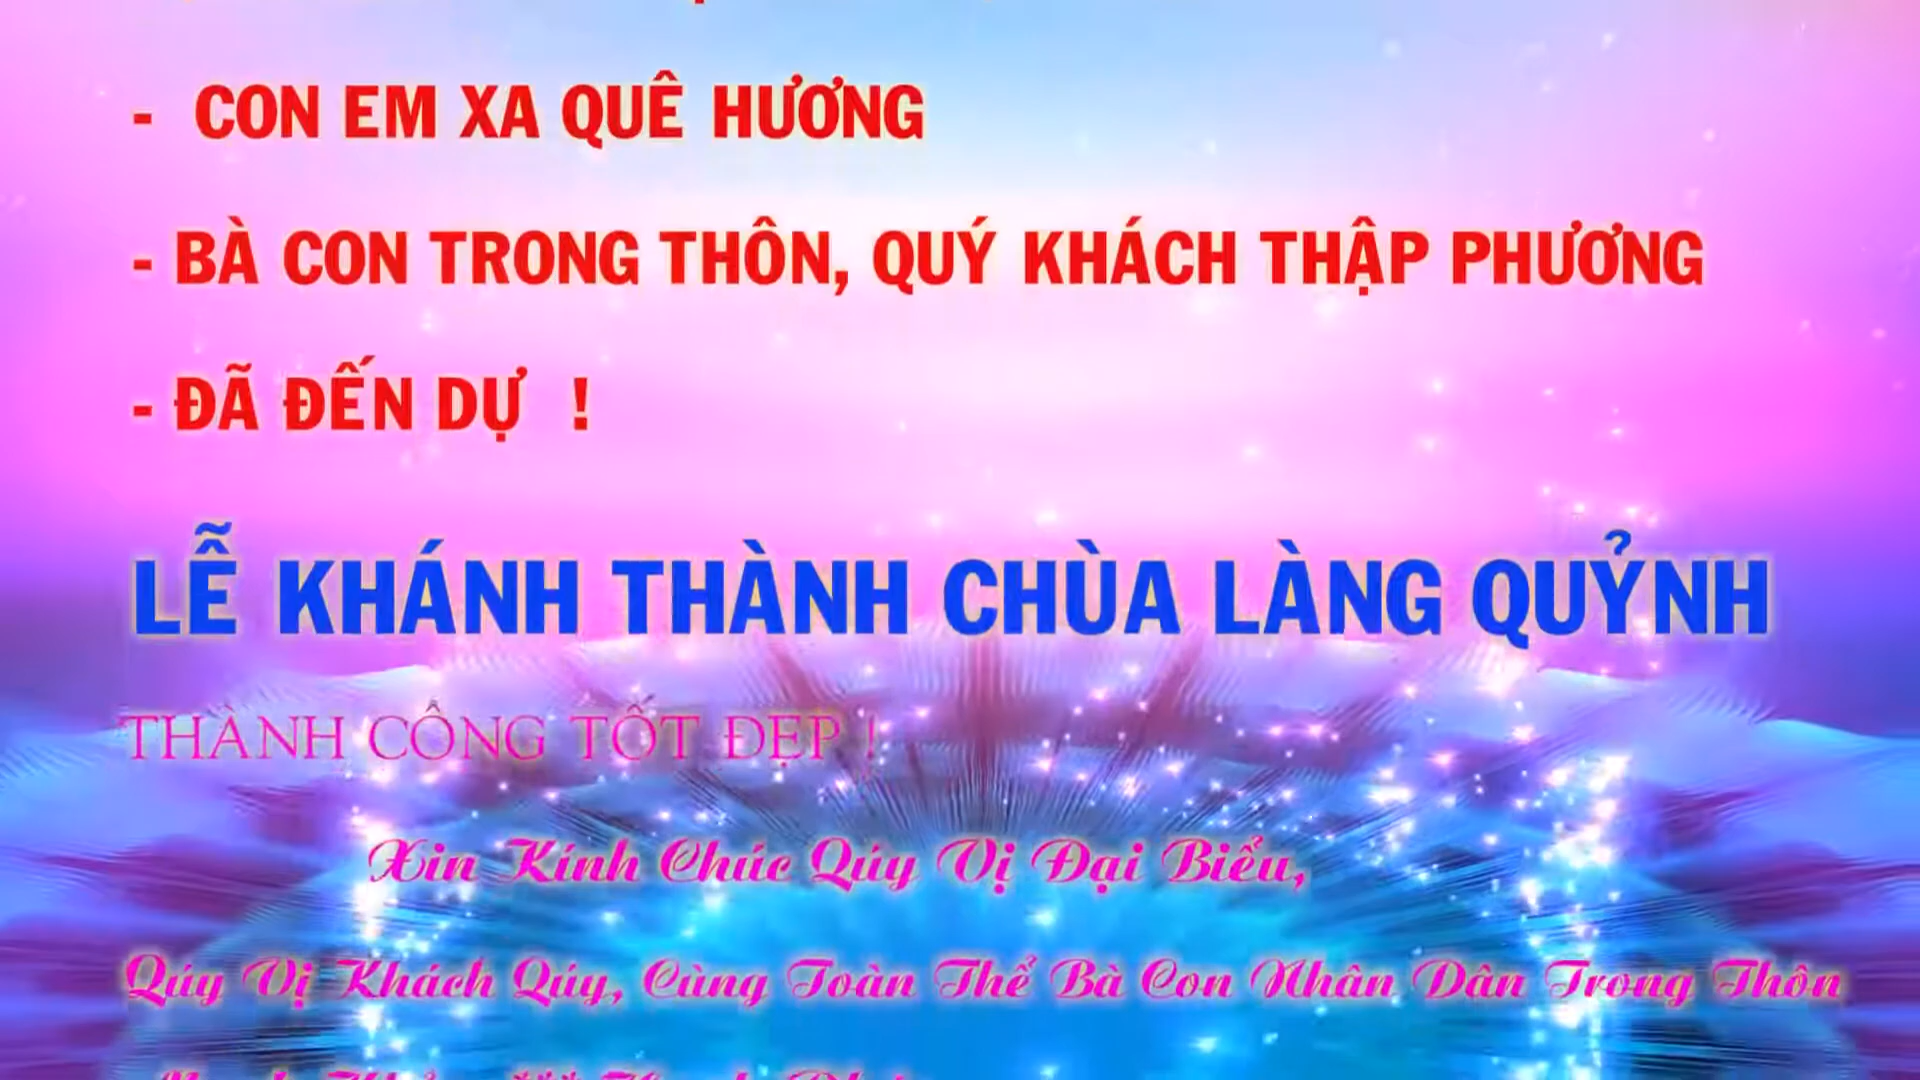 - CON EM XA QUÊ HƯƠNG
- BÀ CON TRONG THÔN, QUÝ KHÁCH THẬP PHƯƠNG
- ĐÃ ĐẾN DỰ !
LỄ KHÁNH THÀNH CHÙA LÀNG QUỶNH
THÀNH CÔNG TỐT ĐẸP !
Xin Kính Chúc Qúy Vị Đại Biểu,
Qúy Vị Khách Qúy, Cùng Toàn Thể Bà Con Nhân Dân Trong Thôn